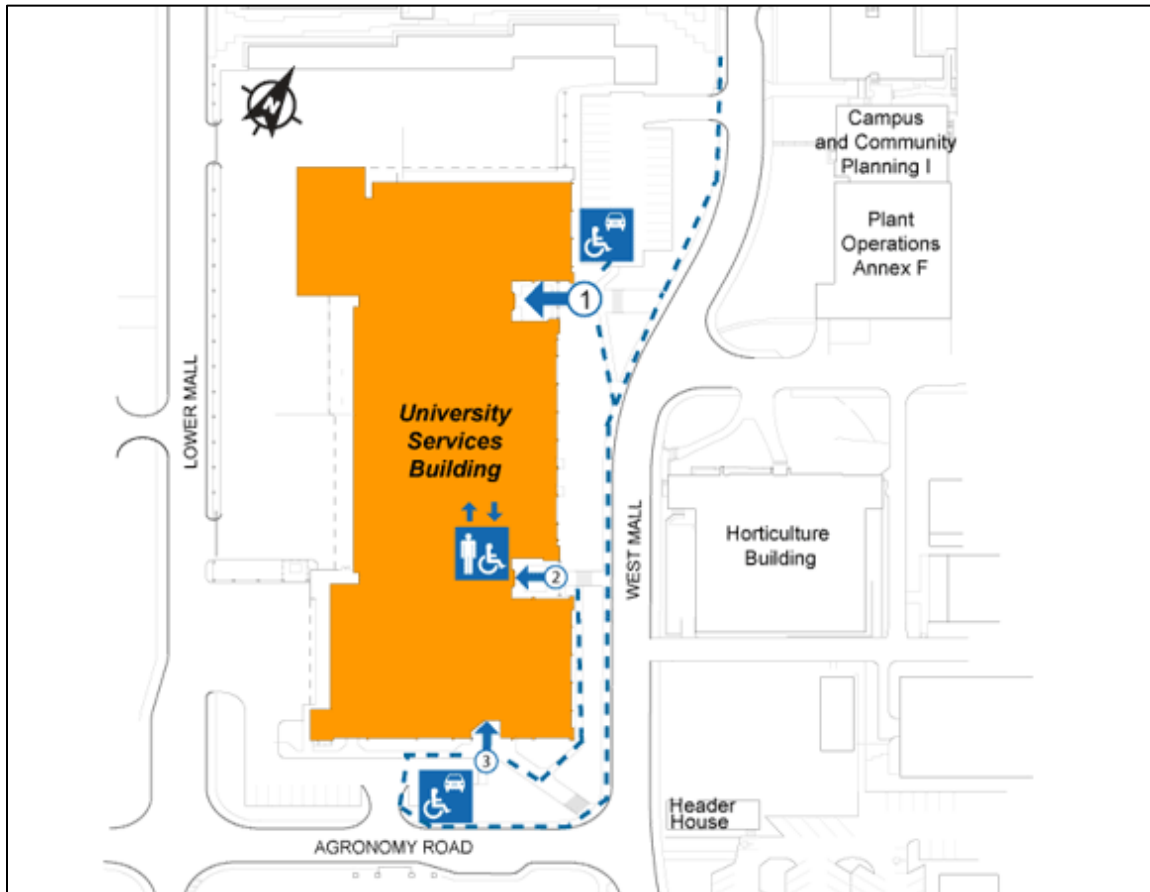 N
Campus
and Community
Planning I
Plant
Operations
Annex F
1
LOWER MALL
University
Services
Building
WEST MALL
Horticulture
Building
2
3
Header
House
AGRONOMY ROAD